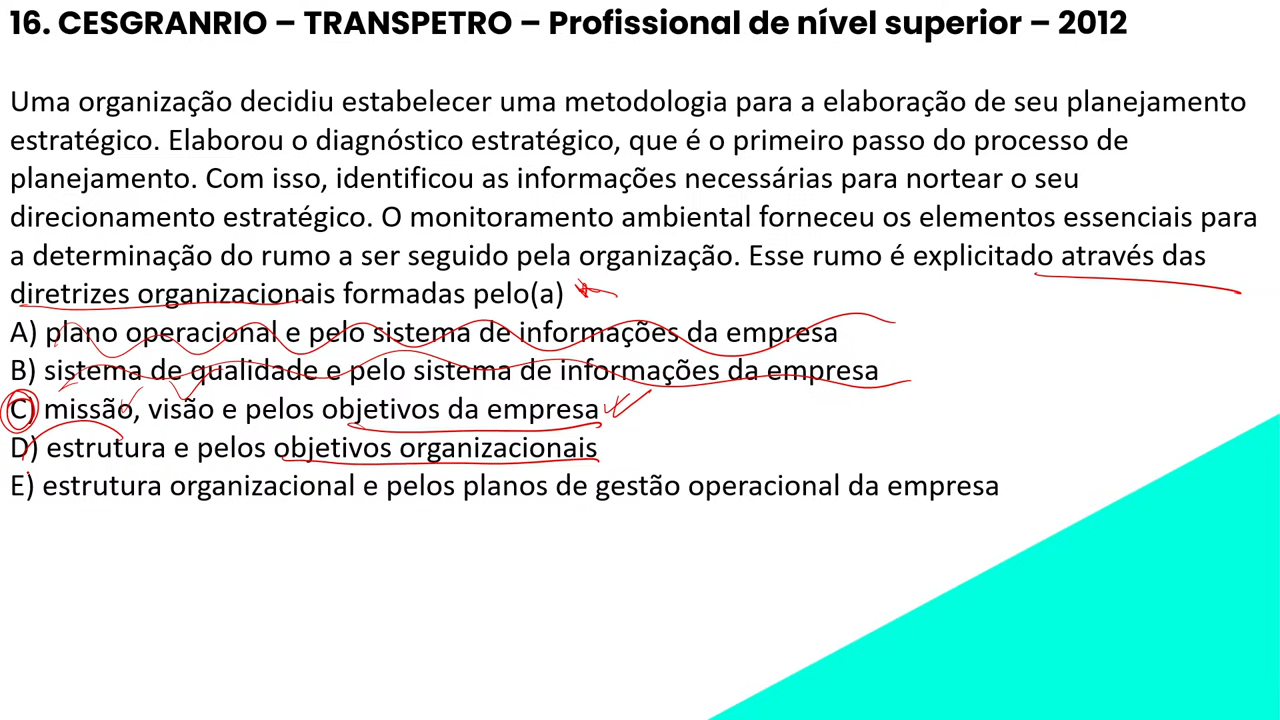 16. CESGRANRIO – TRANSPETRO – Profissional de nível superior – 2012
Uma organização decidiu estabelecer uma metodologia para a elaboração de seu planejamento
estratégico. Elaborou o diagnóstico estratégico, que é o primeiro passo do processo de
planejamento. Com isso, identificou as informações necessárias para nortear o seu
direcionamento estratégico. O monitoramento ambiental forneceu os elementos essenciais para
a determinação do rumo a ser seguido pela organização. Esse rumo é explicitado através das
diretrizes organizacionais formadas pelo(a)
A) plano operacional e pelo sistema de informações da empresa
B) sistema de qualidade e pelo sistema de informações da empresa
C) missão, visão e pelos objetivos da empresa
D) estrutura e pelos objetivos organizacionais
E) estrutura organizacional e pelos planos de gestão operacional da empresa